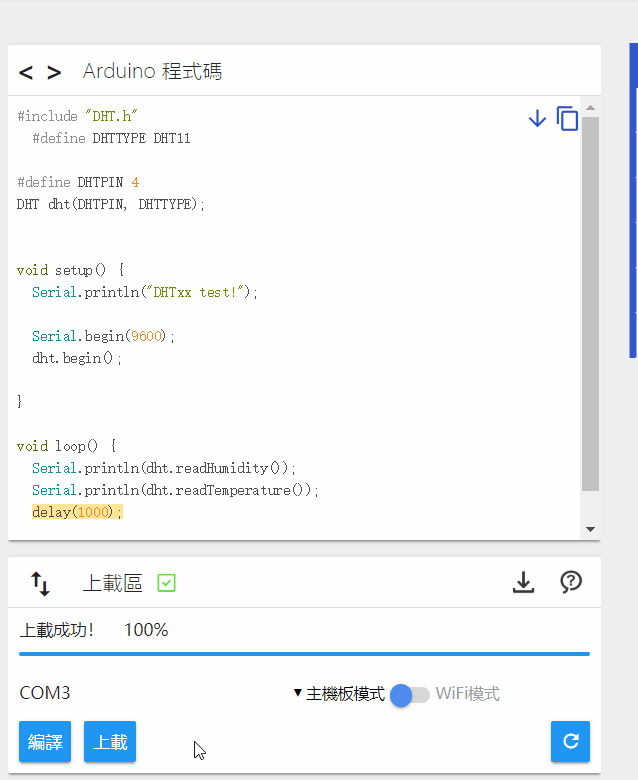 < > Arduino 程式碼
#include "DHT.h"
#define DHTTYPE DHT11
#define DHTPIN 4
DHT dht(DHTPIN, DHTTYPE);
void setup() {
Serial.println("DHTxx test!");
Serial.begin(9600);
dht.begin();
}
void loop() {
Serial.println(dht.readHumidity());
Serial.println(dht.readTemperature());
delay(1000);
上載區
上載成功! 100%
COM3 ▼主機板模式 WiFi模式
編譯 上載